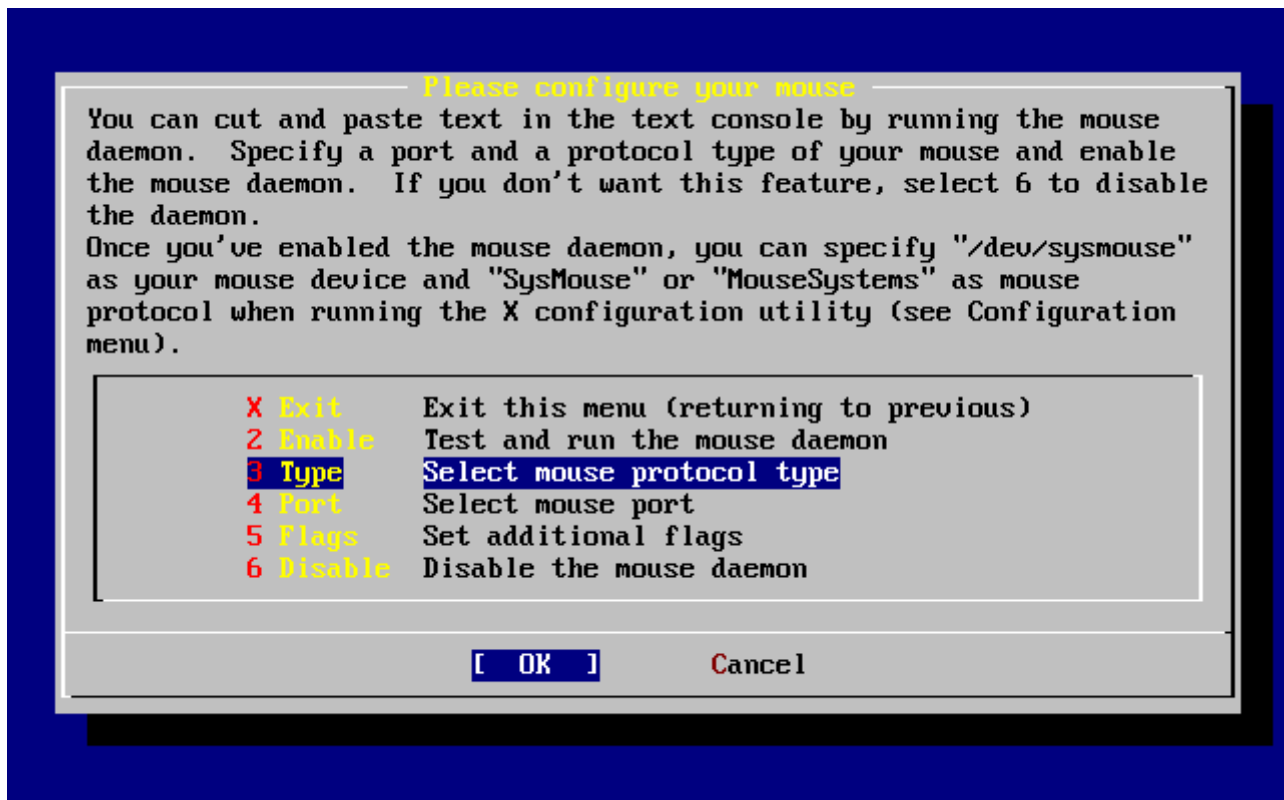 Please configure your mouse
You can cut and paste text in the text console by running the mouse
daemon.  Specify a port and a protocol type of your mouse and enable
the mouse daemon.  If you don't want this feature, select 6 to disable
the daemon.
Once you've enabled the mouse daemon, you can specify "/dev/sysmouse"
as your mouse device and "SysMouse" or "MouseSystems" as mouse
protocol when running the X configuration utility (see Configuration
menu).
X Exit Exit this menu (returning to previous)
2 Enable Test and run the mouse daemon
3 Type Select mouse protocol type
4 Port Select mouse port
5 Flags Set additional flags
6 Disable Disable the mouse daemon
[ OK ] Cancel